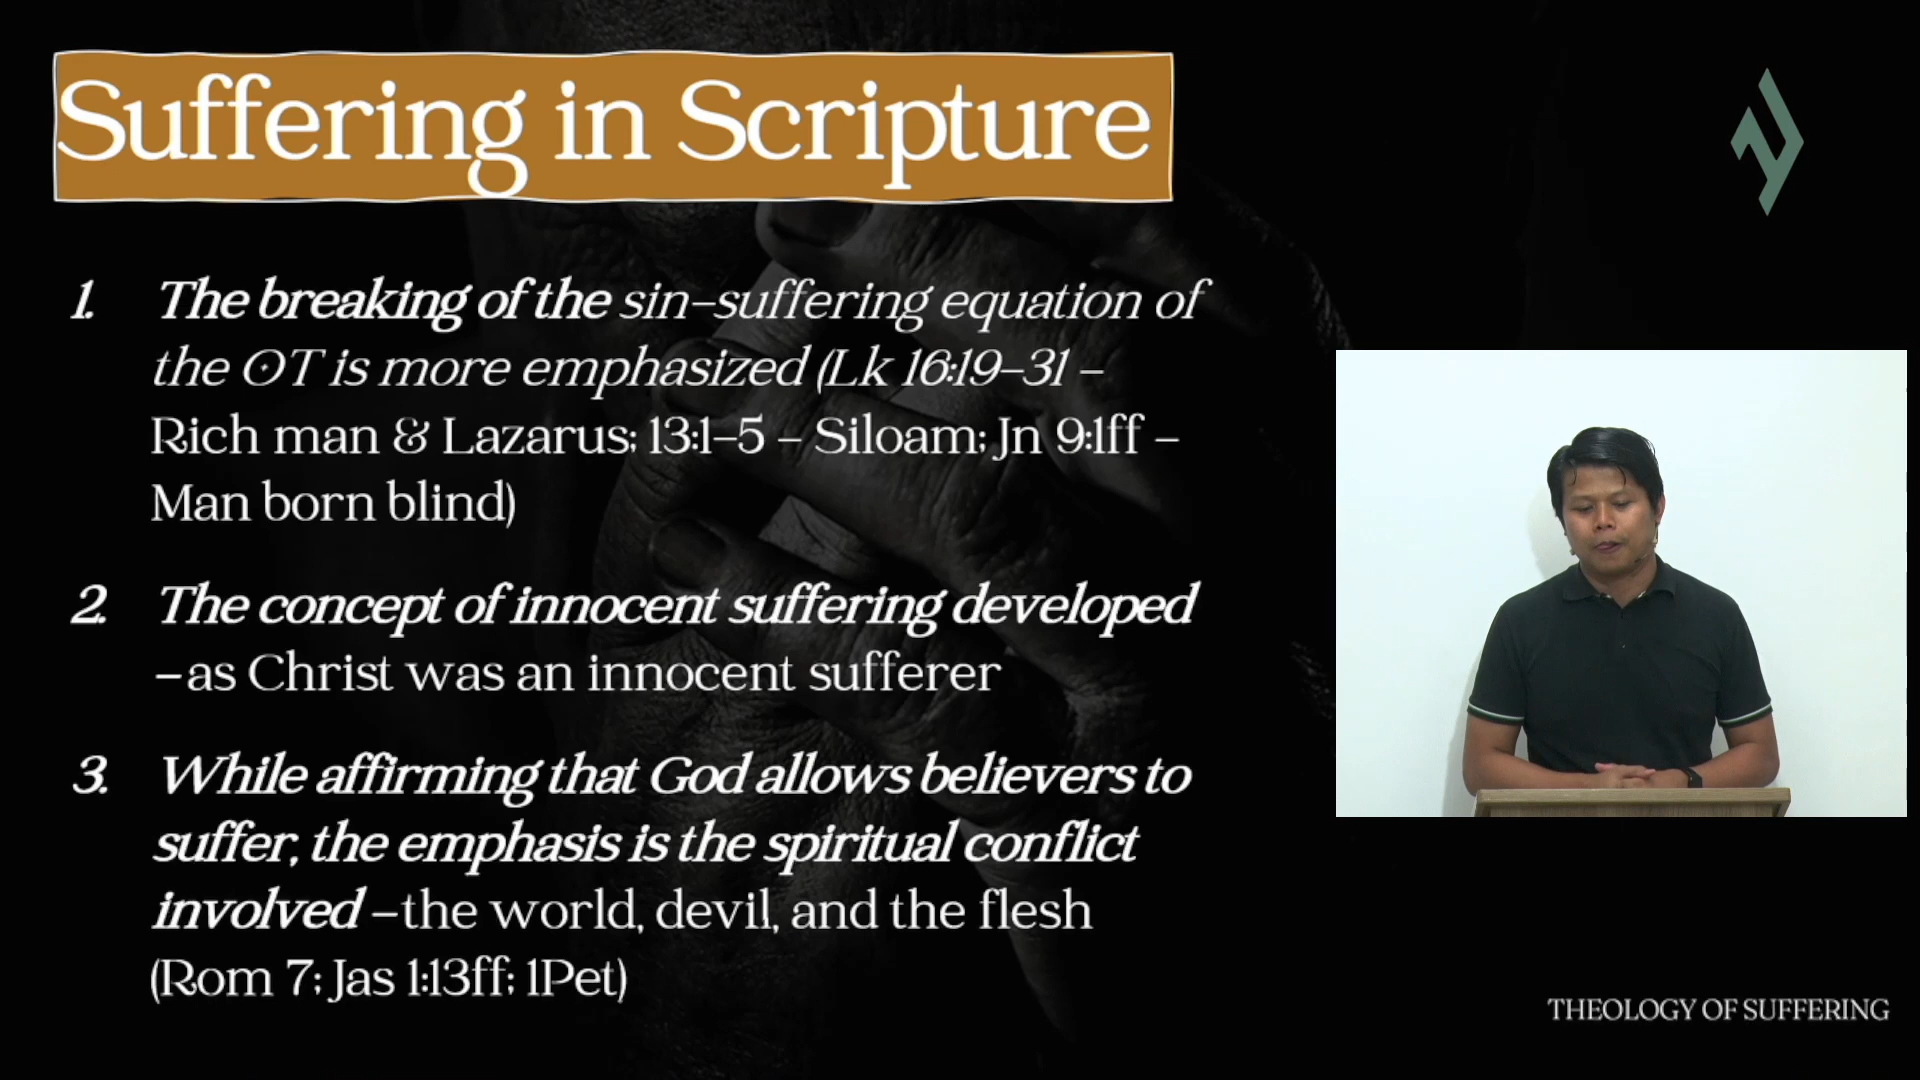 Suffering in Scripture
1. The breaking of the sin–suffering equation of
the OT is more emphasized (Lk 16:19–31 –
Rich man & Lazarus; 13:1–5 – Siloam; Jn 9:1ff –
Man born blind)
2. The concept of innocent suffering developed
–as Christ was an innocent sufferer
3. While affirming that God allows believers to
suffer, the emphasis is the spiritual conflict
involved –the world, devil, and the flesh
(Rom 7; Jas 1:13ff; 1Pet)
THEOLOGY OF SUFFERING